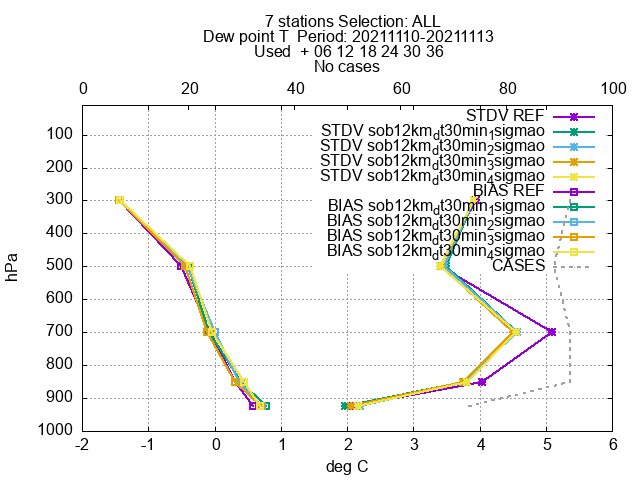 7 stations Selection: ALL
Dew point T  Period: 20211110-20211113
Used  + 06 12 18 24 30 36
No cases
0 20 40 60 80 100
STDV REF
STDV sob12km_dt30min_1sigmao
STDV sob12km_dt30min_2sigmao
STDV sob12km_dt30min_3sigmao
STDV sob12km_dt30min_4sigmao
BIAS REF
BIAS sob12km_dt30min_1sigmao
BIAS sob12km_dt30min_2sigmao
BIAS sob12km_dt30min_3sigmao
BIAS sob12km_dt30min_4sigmao
CASES
100
200
300
400
500
600
700
800
900
1000
hPa
-2 -1 0 1 2 3 4 5 6
deg C